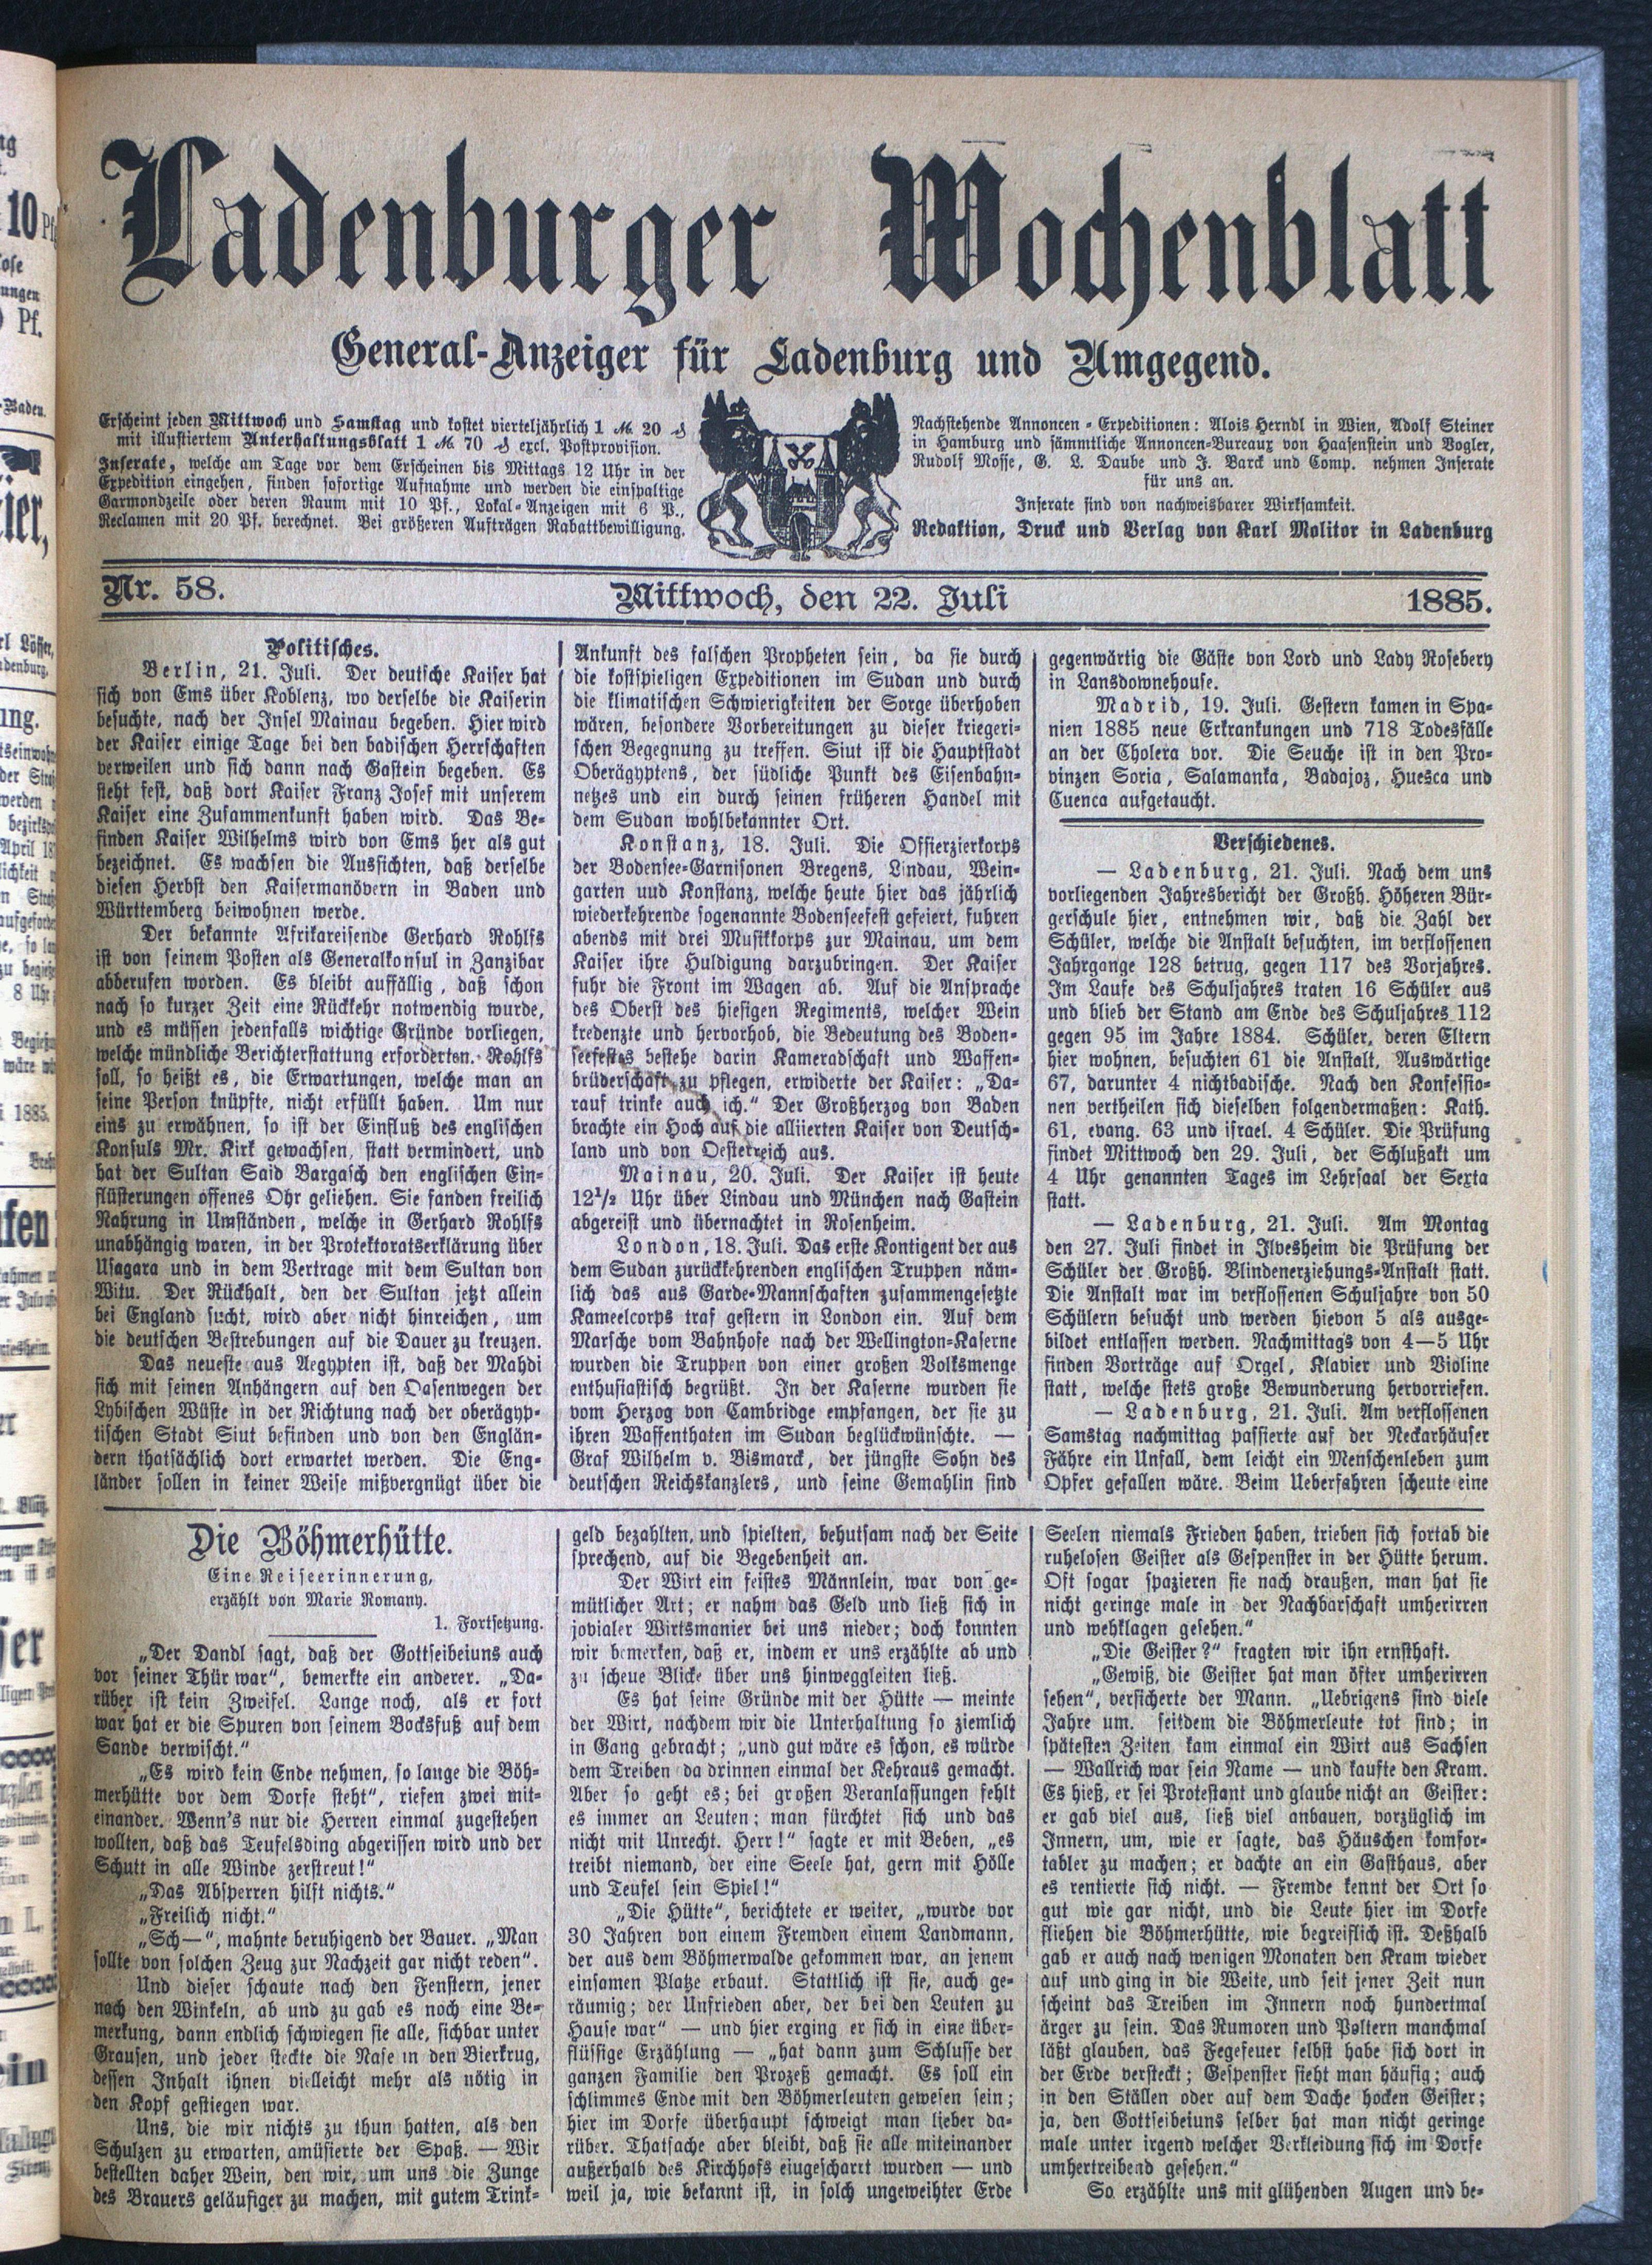 Ladenburger Wochenblatt
General-Anzeiger für Ladenburg und Umgegend.
Erscheint jeden Mittwoch und Samstag und kostet vierteljährlich 1 M. 20 ₰
mit illustiertem Unterhaltungsblatt 1 M. 70 ₰ excl. Postprovision.
Inserate, welche am Tage vor dem Erscheinen bis Mittags 12 Uhr in der
Expedition eingehen, finden sofortige Aufnahme und werden die einspaltige
Garmondzeile oder deren Raum mit 10 Pf., Lokal-Anzeigen mit 6 P.,
Reclamen mit 20 Pf. berechnet. Bei größeren Aufträgen Rabattbewilligung.
Nachstehende Annoncen-Expeditionen: Alois Herndl in Wien, Adolf Steiner
in Hamburg und sämmtliche Annoncen-Bureaux von Haasenstein und Vogler,
Rudolf Mosse, G. L. Daube und J. Barck und Comp. nehmen Inserate
für uns an.
Inserate sind von nachweisbarer Wirksamkeit.
Redaktion, Druck und Verlag von Karl Molitor in Ladenburg
Nr. 58.
Mittwoch, den 22. Juli
1885.
Politisches.
Berlin, 21. Juli. Der deutsche Kaiser hat
sich von Ems über Koblenz, wo derselbe die Kaiserin
besuchte, nach der Insel Mainau begeben. Hier wird
der Kaiser einige Tage bei den badischen Herrschaften
verweilen und sich dann nach Gastein begeben. Es
steht fest, daß dort Kaiser Franz Josef mit unserem
Kaiser eine Zusammenkunft haben wird. Das Be-
finden Kaiser Wilhelms wird von Ems her als gut
bezeichnet. Es wachsen die Aussichten, daß derselbe
diesen Herbst den Kaisermanövern in Baden und
Württemberg beiwohnen werde.
Der bekannte Afrikareisende Gerhard Rohlfs
ist von seinem Posten als Generalkonsul in Zanzibar
abberufen worden. Es bleibt auffällig, daß schon
nach so kurzer Zeit eine Rückkehr notwendig wurde,
und es müssen jedenfalls wichtige Gründe vorliegen,
welche mündliche Berichterstattung erforderten. Rohlfs
soll, so heißt es, die Erwartungen, welche man an
seine Person knüpfte, nicht erfüllt haben. Um nur
eins zu erwähnen, so ist der Einfluß des englischen
Konsuls Mr. Kirk gewachsen, statt vermindert, und
hat der Sultan Said Bargasch den englischen Ein-
flüsterungen offenes Ohr geliehen. Sie fanden freilich
Nahrung in Umständen, welche in Gerhard Rohlfs
unabhängig waren, in der Protektoratserklärung über
Usagara und in dem Vertrage mit dem Sultan von
Witu. Der Rückhalt, den der Sultan jetzt allein
bei England sucht, wird aber nicht hinreichen, um
die deutschen Bestrebungen auf die Dauer zu kreuzen.
Das neueste aus Aegypten ist, daß der Mahdi
sich mit seinen Anhängern auf den Oasenwegen der
Lybischen Wüste in der Richtung nach der oberägyp-
tischen Stadt Siut befinden und von den Englän-
dern thatsächlich dort erwartet werden. Die Eng-
länder sollen in keiner Weise mißvergnügt über die
Ankunft des falschen Propheten sein, da sie durch
die kostspieligen Expeditionen im Sudan und durch
die klimatischen Schwierigkeiten der Sorge überhoben
wären, besondere Vorbereitungen zu dieser kriegeri-
schen Begegnung zu treffen. Siut ist die Hauptstadt
Oberägyptens, der südliche Punkt des Eisenbahn-
netzes und ein durch seinen früheren Handel mit
dem Sudan wohlbekannter Ort.
Konstanz, 18. Juli. Die Offierzierkorps
der Bodensee-Garnisonen Bregens, Lindau, Wein-
garten uud Konstanz, welche heute hier das jährlich
wiederkehrende sogenannte Bodenseefest gefeiert, fuhren
abends mit drei Musikkorps zur Mainau, um dem
Kaiser ihre Huldigung darzubringen. Der Kaiser
fuhr die Front im Wagen ab. Auf die Ansprache
des Oberst des hiesigen Regiments, welcher Wein
kredenzte und hervorhob, die Bedeutung des Boden-
seefestes bestehe darin Kameradschaft und Waffen-
brüderschaft zu pflegen, erwiderte der Kaiser: „Da-
rauf trinke auch ich.“ Der Großherzog von Baden
brachte ein Hoch auf die alliierten Kaiser von Deutsch-
land und von Oesterreich aus.
Mainau, 20. Juli. Der Kaiser ist heute
12¹/₂ Uhr über Lindau und München nach Gastein
abgereist und übernachtet in Rosenheim.
London, 18. Juli. Das erste Kontigent der aus
dem Sudan zurückkehrenden englischen Truppen näm-
lich das aus Garde-Mannschaften zusammengesetzte
Kameelcorps traf gestern in London ein. Auf dem
Marsche vom Bahnhofe nach der Wellington-Kaserne
wurden die Truppen von einer großen Volksmenge
enthusiastisch begrüßt. In der Kaserne wurden sie
vom Herzog von Cambridge empfangen, der sie zu
ihren Waffenthaten im Sudan beglückwünschte. —
Graf Wilhelm v. Bismarck, der jüngste Sohn des
deutschen Reichskanzlers, und seine Gemahlin sind
gegenwärtig die Gäste von Lord und Lady Rosebery
in Lansdownehouse.
Madrid, 19. Juli. Gestern kamen in Spa-
nien 1885 neue Erkrankungen und 718 Todesfälle
an der Cholera vor. Die Seuche ist in den Pro-
vinzen Soria, Salamanka, Badajoz, Huesca und
Cuenca aufgetaucht.
Verschiedenes.
— Ladenburg, 21. Juli. Nach dem uns
vorliegenden Jahresbericht der Großh. Höheren Bür-
gerschule hier, entnehmen wir, daß die Zahl der
Schüler, welche die Anstalt besuchten, im verflossenen
Jahrgange 128 betrug, gegen 117 des Vorjahres.
Im Laufe des Schuljahres traten 16 Schüler aus
und blieb der Stand am Ende des Schuljahres 112
gegen 95 im Jahre 1884. Schüler, deren Eltern
hier wohnen, besuchten 61 die Anstalt, Auswärtige
67, darunter 4 nichtbadische. Nach den Konfessio-
nen vertheilen sich dieselben folgendermaßen: Kath.
61, evang. 63 und israel. 4 Schüler. Die Prüfung
findet Mittwoch den 29. Juli, der Schlußakt um
4 Uhr genannten Tages im Lehrsaal der Sexta
statt.
— Ladenburg, 21. Juli. Am Montag
den 27. Juli findet in Ilvesheim die Prüfung der
Schüler der Großh. Blindenerziehungs-Anstalt statt.
Die Anstalt war im verflossenen Schuljahre von 50
Schülern besucht und werden hievon 5 als ausge-
bildet entlassen werden. Nachmittags von 4—5 Uhr
finden Vorträge auf Orgel, Klavier und Violine
statt, welche stets große Bewunderung hervorriefen.
— Ladenburg, 21. Juli. Am verflossenen
Samstag nachmittag passierte auf der Neckarhäuser
Fähre ein Unfall, dem leicht ein Menschenleben zum
Opfer gefallen wäre. Beim Ueberfahren scheute eine
Die Böhmerhütte.
Eine Reiseerinnerung,
erzählt von Marie Romany.
1. Fortsetzung.
„Der Dandl sagt, daß der Gottseibeiuns auch
vor seiner Thür war“, bemerkte ein anderer. „Da-
rüber ist kein Zweifel. Lange noch, als er fort
war hat er die Spuren von seinem Bocksfuß auf dem
Sande verwischt.“
„Es wird kein Ende nehmen, so lange die Böh-
merhütte vor dem Dorfe steht“, riefen zwei mit-
einander. Wenn's nur die Herren einmal zugestehen
wollten, daß das Teufelsding abgerissen wird und der
Schutt in alle Winde zerstreut!“
„Das Absperren hilft nichts.“
„Freilich nicht.“
„Sch—“, mahnte beruhigend der Bauer. „Man
sollte von solchen Zeug zur Nachzeit gar nicht reden“.
Und dieser schaute nach den Fenstern, jener
nach den Winkeln, ab und zu gab es noch eine Be-
merkung, dann endlich schwiegen sie alle, sichbar unter
Grausen, und jeder steckte die Nase in den Bierkrug,
dessen Inhalt ihnen vielleicht mehr als nötig in
den Kopf gestiegen war.
Uns, die wir nichts zu thun hatten, als den
Schulzen zu erwarten, amüsierte der Spaß. — Wir
bestellten daher Wein, den wir, um uns die Zunge
des Brauers geläufiger zu machen, mit gutem Trink-
geld bezahlten, und spielten, behutsam nach der Seite
sprechend, auf die Begebenheit an.
Der Wirt ein feistes Männlein, war von ge-
mütlicher Art; er nahm das Geld und ließ sich in
jovialer Wirtsmanier bei uns nieder; doch konnten
wir bemerken, daß er, indem er uns erzählte ab und
zu scheue Blicke über uns hinweggleiten ließ.
Es hat seine Gründe mit der Hütte — meinte
der Wirt, nachdem wir die Unterhaltung so ziemlich
in Gang gebracht; „und gut wäre es schon, es würde
dem Treiben da drinnen einmal der Kehraus gemacht.
Aber so geht es; bei großen Veranlassungen fehlt
es immer an Leuten; man fürchtet sich und das
nicht mit Unrecht. Herr!“ sagte er mit Beben, „es
treibt niemand, der eine Seele hat, gern mit Hölle
und Teufel sein Spiel!“
„Die Hütte“, berichtete er weiter, „wurde vor
30 Jahren von einem Fremden einem Landmann,
der aus dem Böhmerwalde gekommen war, an jenem
einsamen Platze erbaut. Stattlich ist sie, auch ge-
räumig; der Unfrieden aber, der bei den Leuten zu
Hause war“ — und hier erging er sich in eine über-
flüssige Erzählung — „hat dann zum Schlusse der
ganzen Familie den Prozeß gemacht. Es soll ein
schlimmes Ende mit den Böhmerleuten gewesen sein;
hier im Dorfe überhaupt schweigt man lieber da-
rüber. Thatsache aber bleibt, daß sie alle miteinander
außerhalb des Kirchhofs eiugescharrt wurden — und
weil ja, wie bekannt ist, in solch ungeweihter Erde
Seelen niemals Frieden haben, trieben sich fortab die
ruhelosen Geister als Gespenster in der Hütte herum.
Oft sogar spazieren sie nach draußen, man hat sie
nicht geringe male in der Nachbarschaft umherirren
und wehklagen gesehen.“
„Die Geister?“ fragten wir ihn ernsthaft.
„Gewiß, die Geister hat man öfter umherirren
sehen“, versicherte der Mann. „Uebrigens sind viele
Jahre um. seitdem die Böhmerleute tot sind; in
spätesten Zeiten kam einmal ein Wirt aus Sachsen
— Wallrich war sein Name — und kaufte den Kram.
Es hieß, er sei Protestant und glaube nicht an Geister:
er gab viel aus, ließ viel anbauen, vorzüglich im
Innern, um, wie er sagte, das Häuschen komfor-
tabler zu machen; er dachte an ein Gasthaus, aber
es rentierte sich nicht. — Fremde kennt der Ort so
gut wie gar nicht, und die Leute hier im Dorfe
fliehen die Böhmerhütte, wie begreiflich ist. Deßhalb
gab er auch nach wenigen Monaten den Kram wieder
auf und ging in die Weite, und seit jener Zeit nun
scheint das Treiben im Innern noch hundertmal
ärger zu sein. Das Rumoren und Poltern manchmal
läßt glauben, das Fegefeuer selbst habe sich dort in
der Erde versteckt; Gespenster sieht man häufig; auch
in den Ställen oder auf dem Dache hocken Geister;
ja, den Gottseibeiuns selber hat man nicht geringe
male unter irgend welcher Verkleidung sich im Dorfe
umhertreibend gesehen.“
So erzählte uns mit glühenden Augen und be-